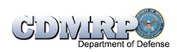 CDMRP
Department of Defense